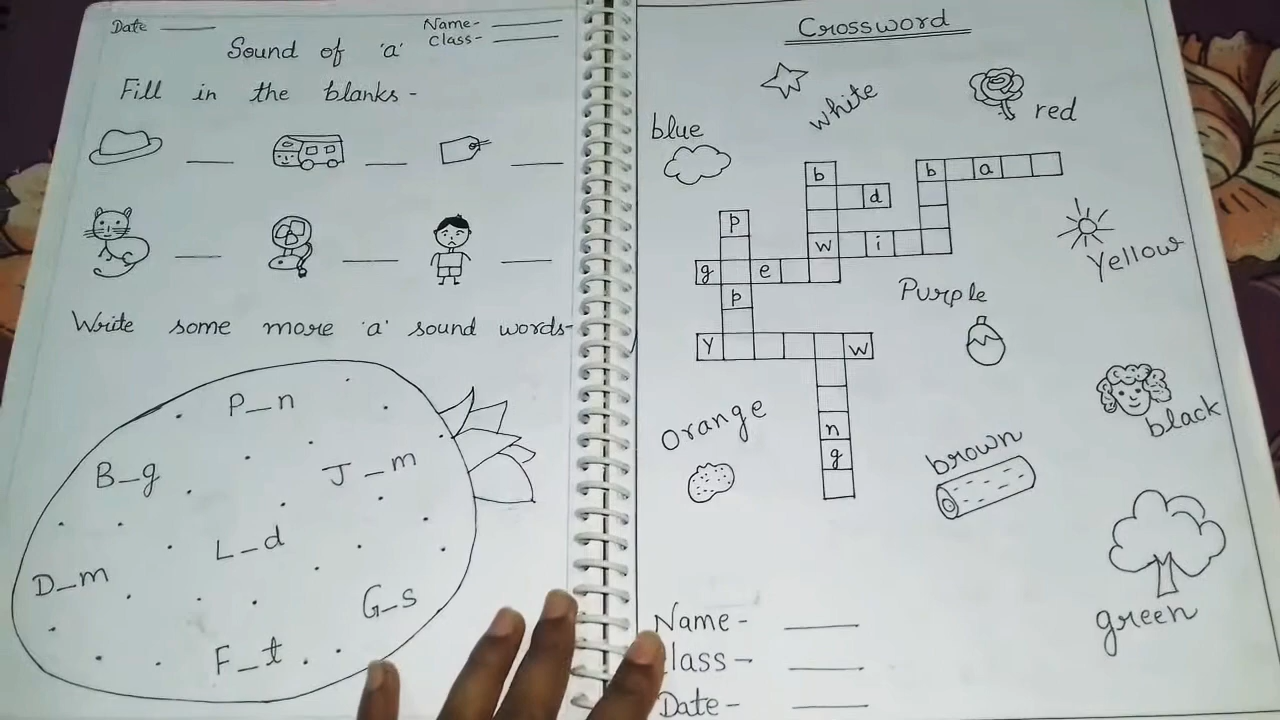 Date
Name-
Class-
Sound of 'a'
Fill in the blanks-
Write some more 'a' sound words-
P_n
B_g
J_m
L_d
D_m
G_s
F_t
Crossword
white
red
blue
b
b a
d
P
w i
Yellow
g e
Purple
p
Y w
black
orange
n
brown
g
green
Name-
Class-
Date-